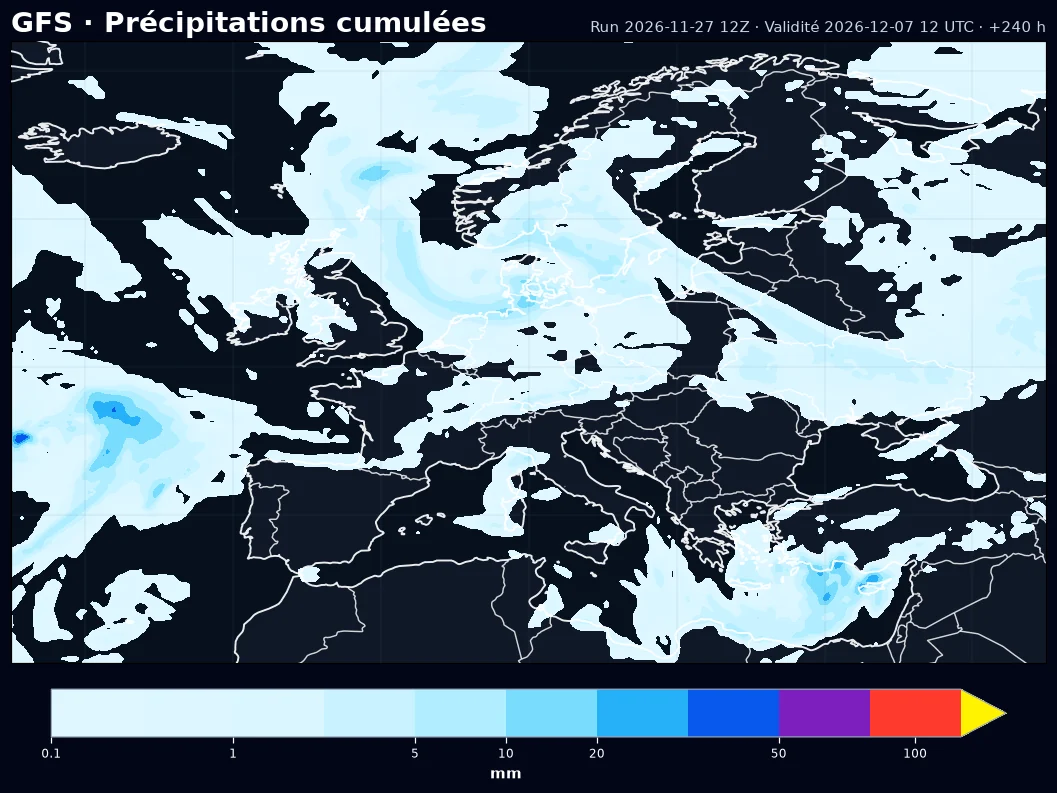 GFS · Précipitations cumulées
Run 2026-11-27 12Z · Validité 2026-12-07 12 UTC · +240 h
0.1 1 5 10 20 50 100
mm